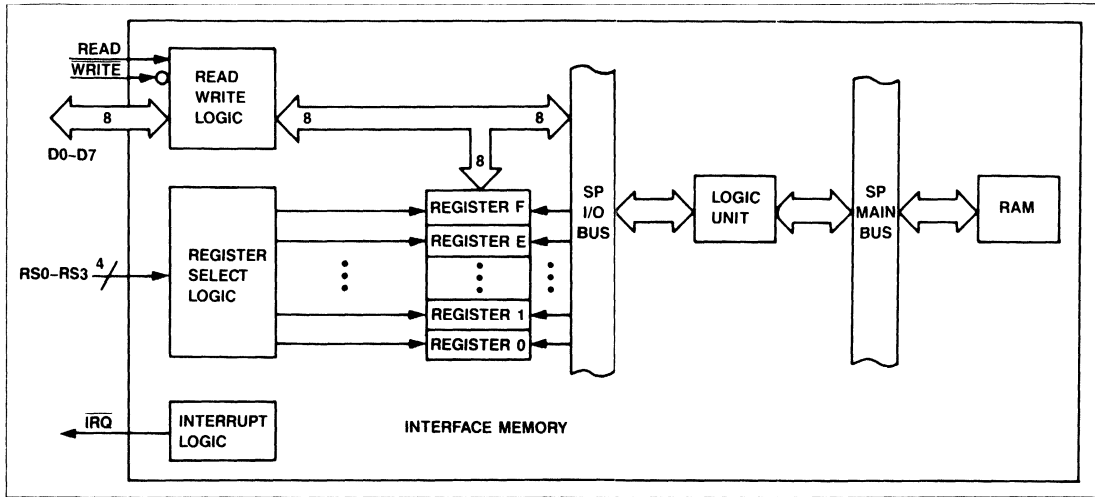 READ
WRITE
8
D0–D7
READ
WRITE
LOGIC
8
8
8
REGISTER F
REGISTER E
REGISTER 1
REGISTER 0
RS0–RS3
4
REGISTER
SELECT
LOGIC
SP
I/O
BUS
LOGIC
UNIT
SP
MAIN
BUS
RAM
IRQ
INTERRUPT
LOGIC
INTERFACE MEMORY